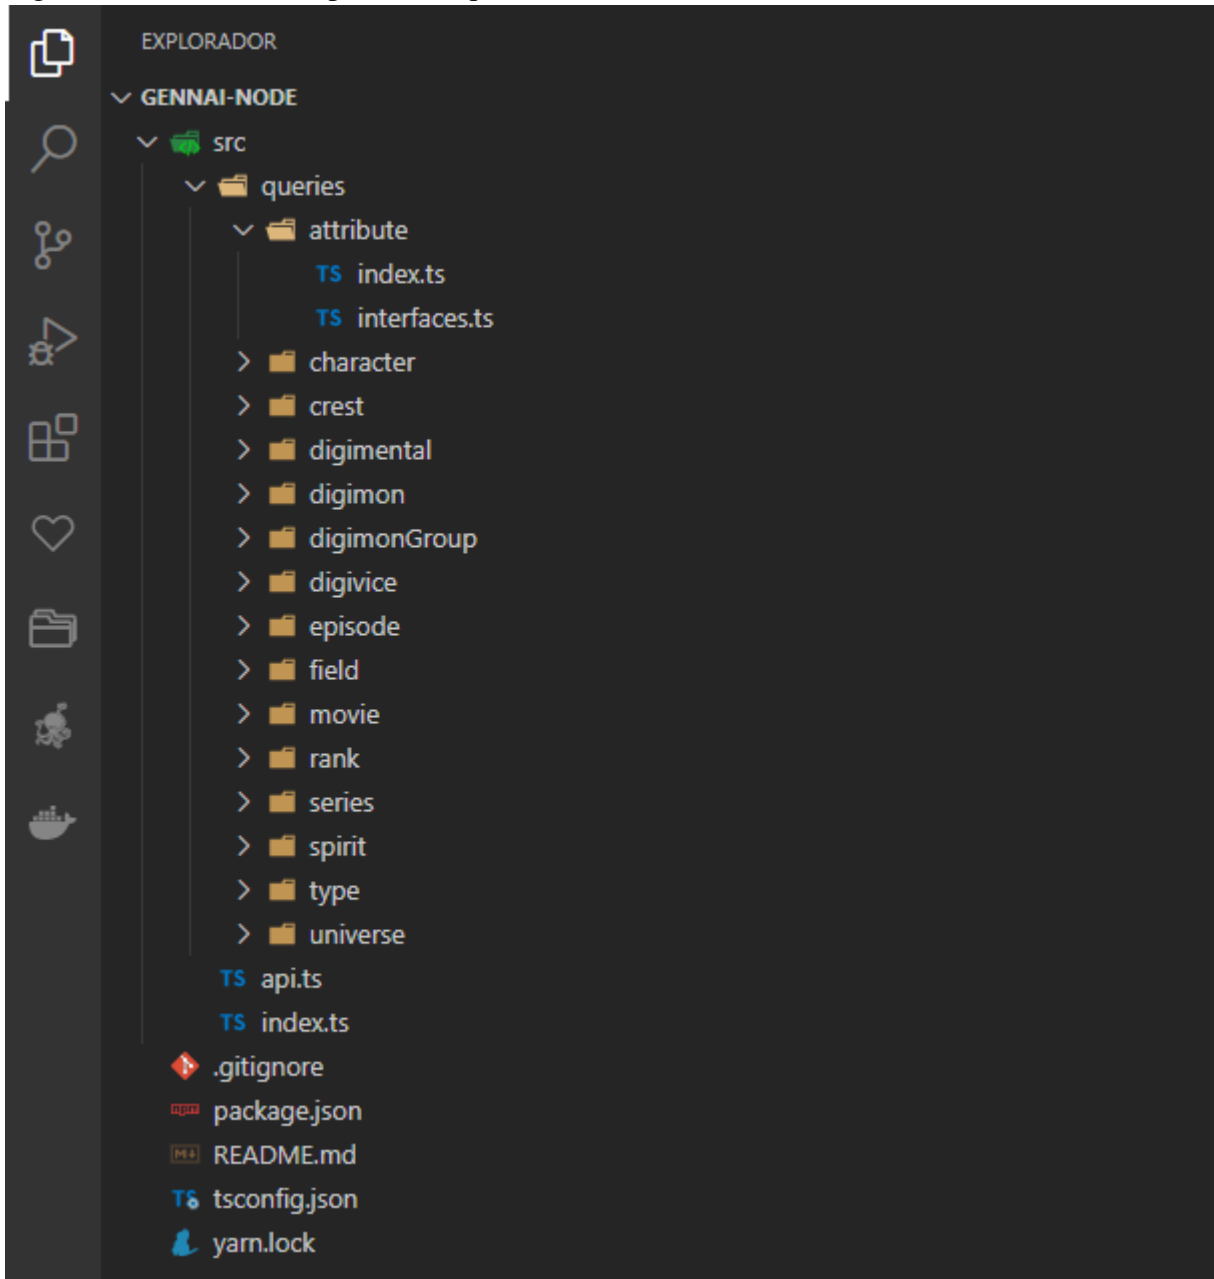 EXPLORADOR
GENNAI-NODE
src
queries
attribute
TS index.ts
TS interfaces.ts
character
crest
digimental
digimon
digimonGroup
digivice
episode
field
movie
rank
series
spirit
type
universe
TS api.ts
TS index.ts
.gitignore
npm package.json
M README.md
TS tsconfig.json
yarn.lock